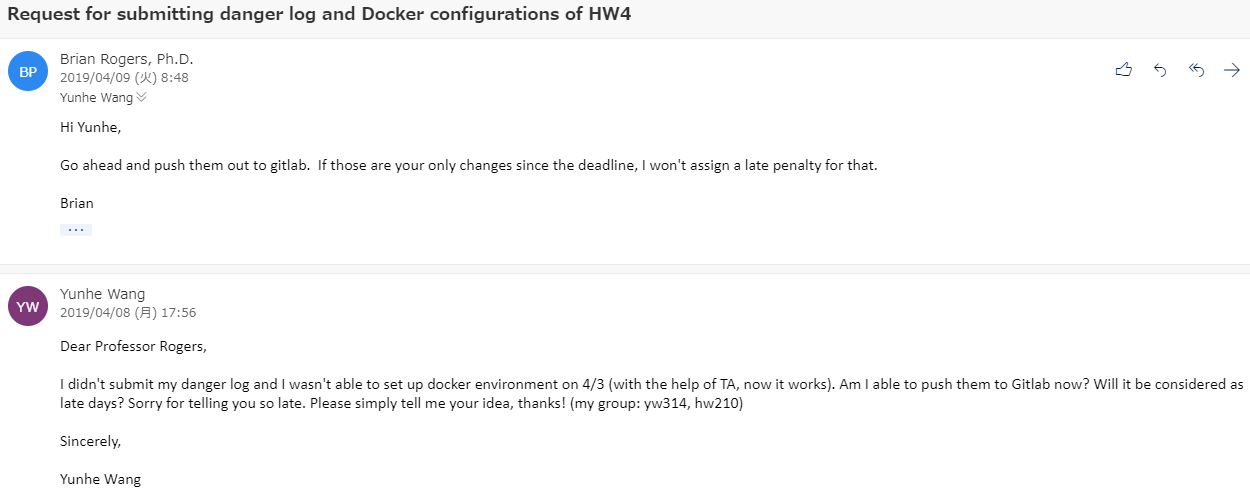 Request for submitting danger log and Docker configurations of HW4
BP
Brian Rogers, Ph.D.
2019/04/09 (火) 8:48
Yunhe Wang
Hi Yunhe,
Go ahead and push them out to gitlab.  If those are your only changes since the deadline, I won't assign a late penalty for that.
Brian
...
YW
Yunhe Wang
2019/04/08 (月) 17:56
Dear Professor Rogers,
I didn't submit my danger log and I wasn't able to set up docker environment on 4/3 (with the help of TA, now it works). Am I able to push them to Gitlab now? Will it be considered as
late days? Sorry for telling you so late. Please simply tell me your idea, thanks! (my group: yw314, hw210)
Sincerely,
Yunhe Wang